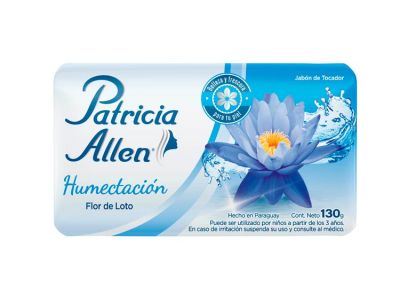 Jabón de Tocador
Belleza y frescura
para tu piel
Patricia
Allen®
Humectación
Flor de Loto
Hecho en Paraguay Cont. Neto 130g
Puede ser utilizado por niños a partir de los 3 años.
En caso de irritación suspenda su uso y consulte al médico.